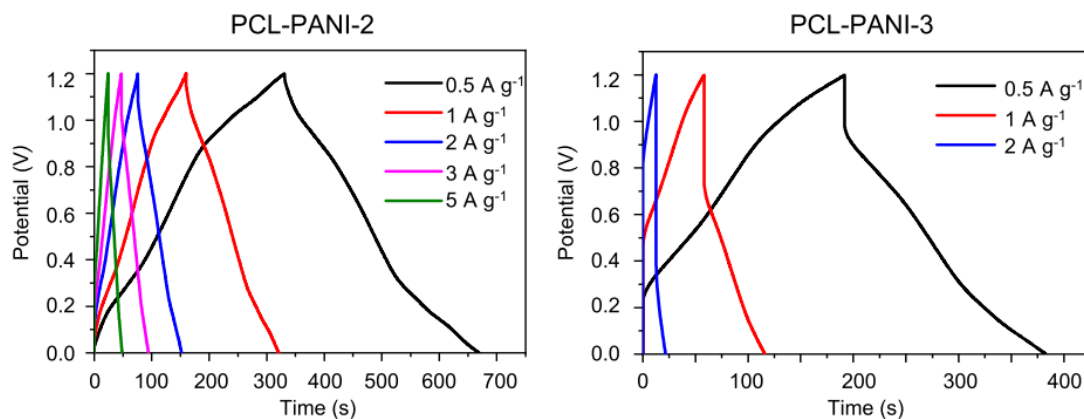 PCL-PANI-2
1.2
1.0
0.8
0.6
0.4
0.2
0.0
Potential (V)
0.5 A g⁻¹
1 A g⁻¹
2 A g⁻¹
3 A g⁻¹
5 A g⁻¹
0 100 200 300 400 500 600 700
Time (s)
PCL-PANI-3
1.2
1.0
0.8
0.6
0.4
0.2
0.0
Potential (V)
0.5 A g⁻¹
1 A g⁻¹
2 A g⁻¹
0 100 200 300 400
Time (s)